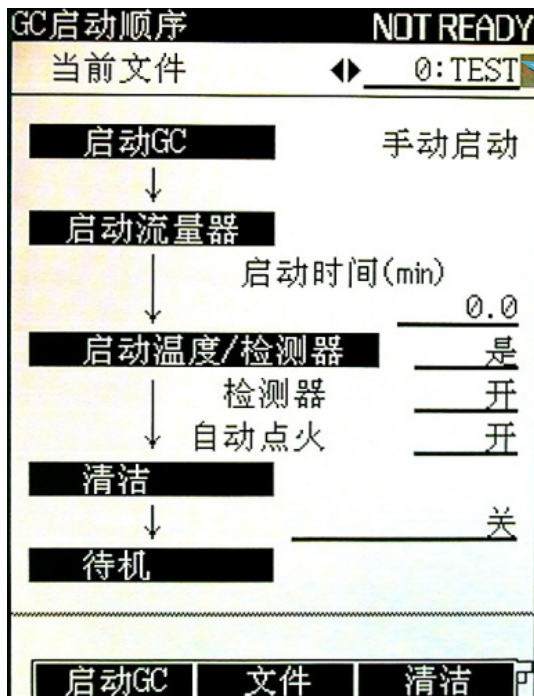 GC启动顺序 NOT READY
当前文件 0:TEST
启动GC 手动启动
启动流量器
启动时间(min)
0.0
启动温度/检测器 是
检测器 开
自动点火 开
清洁
关
待机
启动GC 文件 清洁